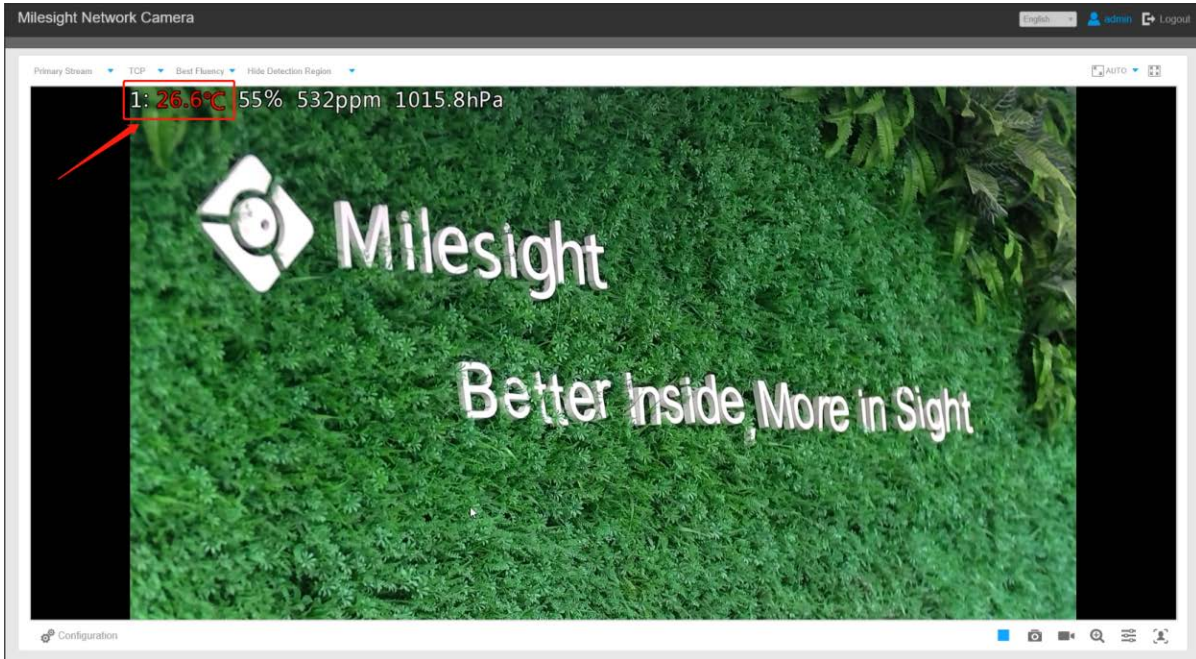 Milesight Network Camera
English
admin
Logout
Primary Stream
TCP
Best Fluency
Hide Detection Region
AUTO
1: 26.6℃ 55% 532ppm 1015.8hPa
Milesight
Better Inside,More in Sight
Configuration